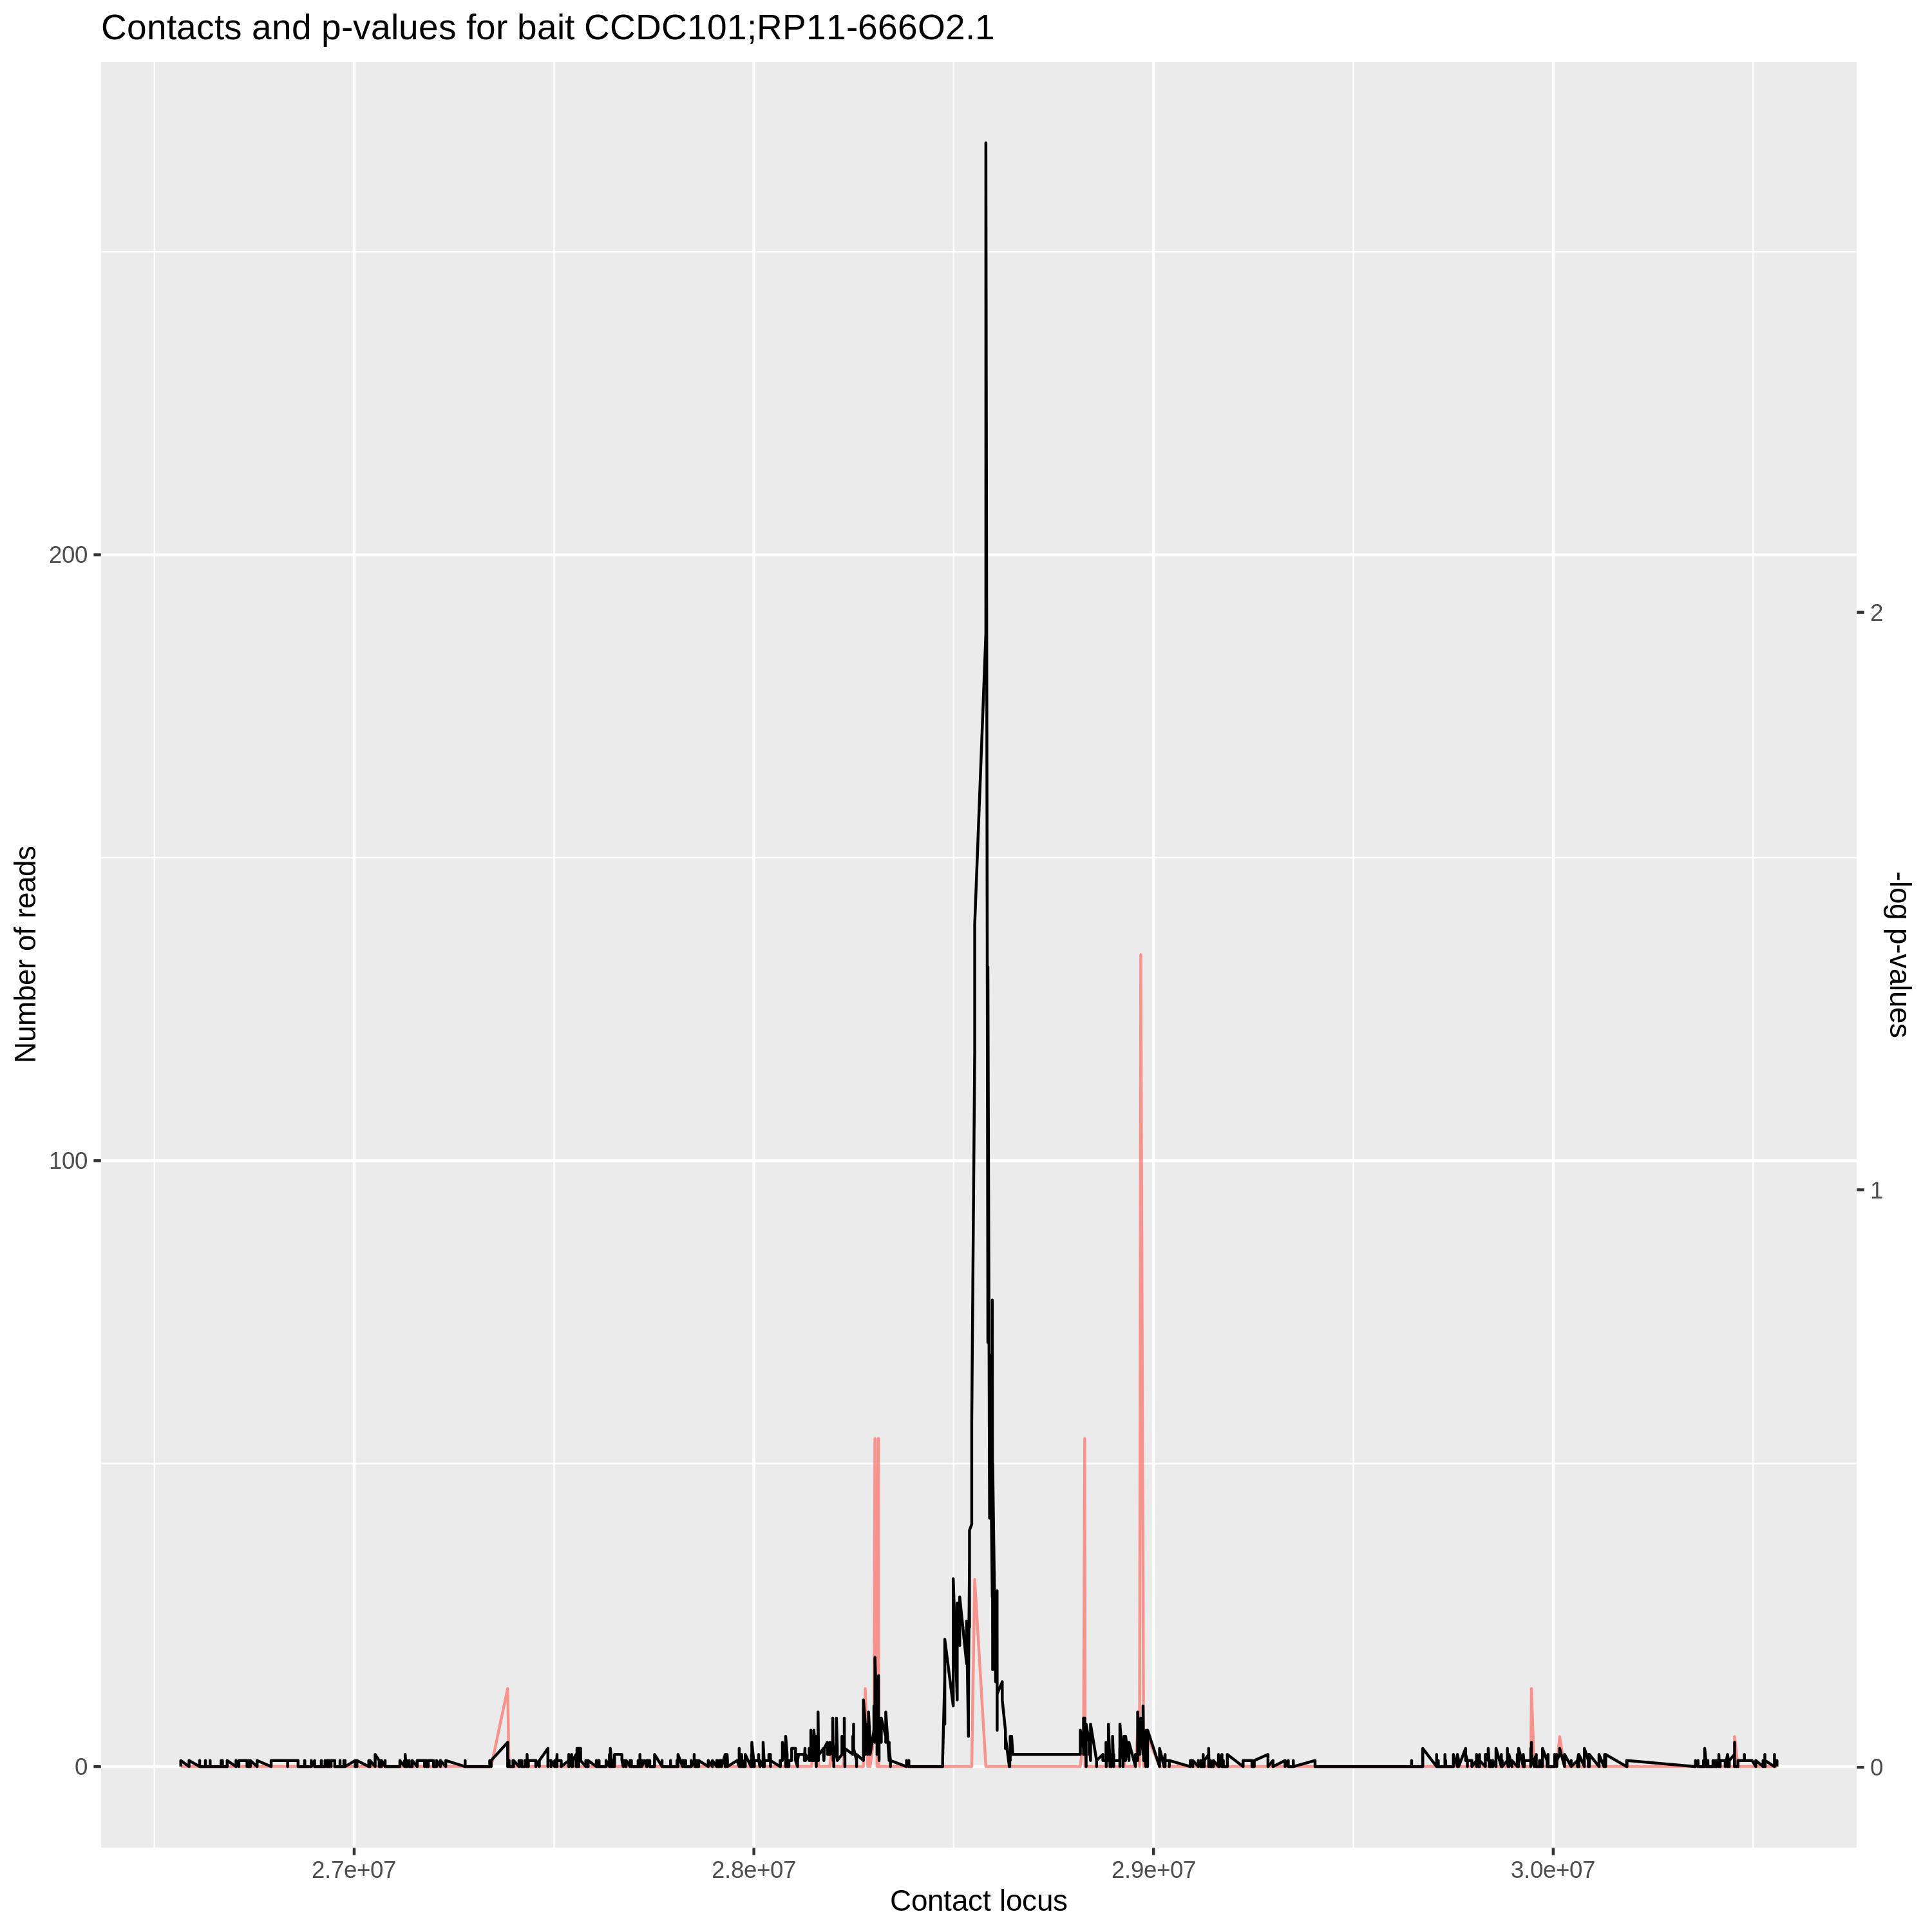 Contacts and p-values for bait CCDC101;RP11-666O2.1
Number of reads
200
100
0
2
1
0
-log p-values
2.7e+07
2.8e+07
2.9e+07
3.0e+07
Contact locus